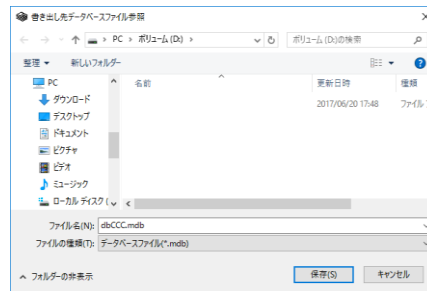 書き出し先データベースファイル参照
PC > ボリューム (D:) >
ボリューム (D:)の検索
整理 新しいフォルダー
PC
ダウンロード
デスクトップ
ドキュメント
ピクチャ
ビデオ
ミュージック
ローカル ディスク (
名前 更新日時 種類
2017/06/20 17:48 ファイル
ファイル名(N): dbCCC.mdb
ファイルの種類(T): データベースファイル(*.mdb)
フォルダーの非表示 保存(S) キャンセル